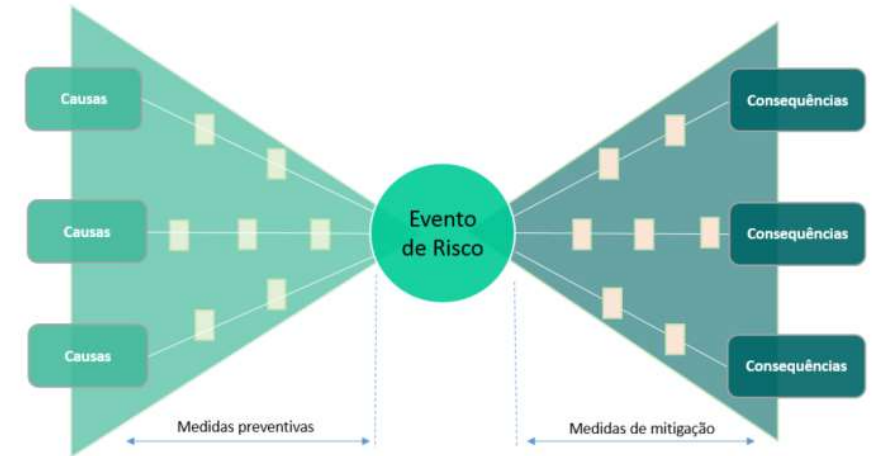 Causas
Consequências
Evento
de Risco
Causas
Consequências
Causas
Consequências
Medidas preventivas
Medidas de mitigação